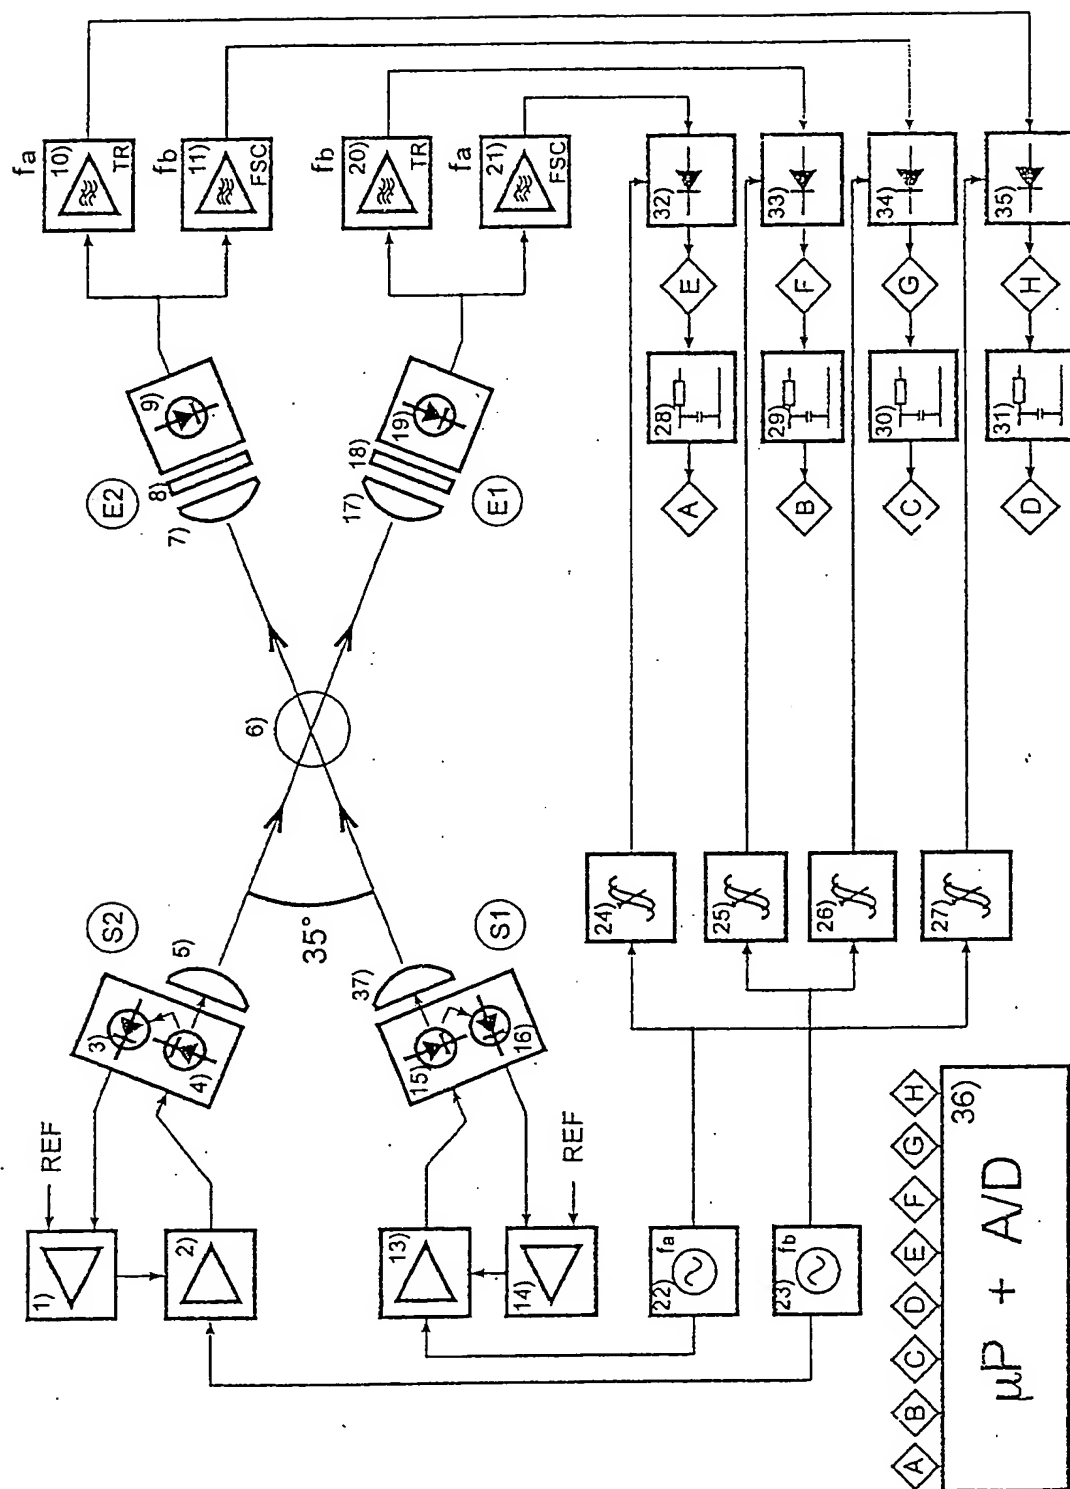 fa
10)
TR
fb
11)
FSC
fb
20)
TR
fa
21)
FSC
9)
8)
7)
E2
19)
18)
17)
E1
6)
35°
S2
5)
3)
4)
S1
37)
15)
16)
REF
1)
2)
13)
14)
REF
fa
22)
fb
23)
24)
25)
26)
27)
32)
33)
34)
35)
E
F
G
H
28)
29)
30)
31)
A
B
C
D
A B C D E F G H
36)
µP + A/D